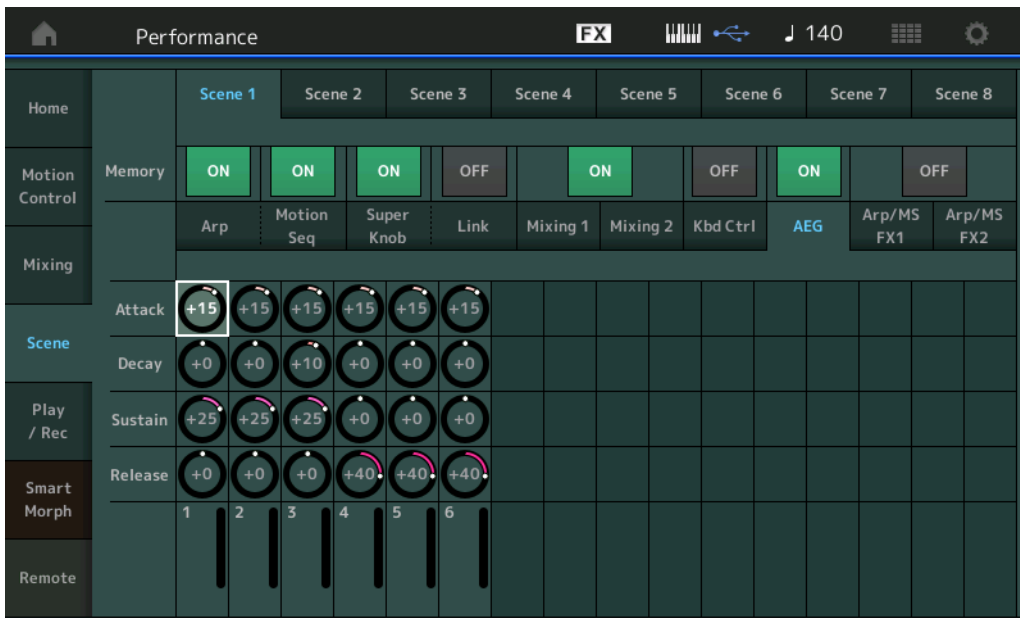 Performance FX 140
Home
Scene 1 Scene 2 Scene 3 Scene 4 Scene 5 Scene 6 Scene 7 Scene 8
Motion
Control
Memory ON ON ON OFF ON OFF ON OFF
Arp Motion
Seq Super
Knob Link Mixing 1 Mixing 2 Kbd Ctrl AEG Arp/MS
FX1 Arp/MS
FX2
Mixing
Attack +15 +15 +15 +15 +15 +15
Scene
Decay +0 +0 +10 +0 +0 +0
Play
/ Rec
Sustain +25 +25 +25 +0 +0 +0
Release +0 +0 +0 +40 +40 +40
Smart
Morph
1 2 3 4 5 6
Remote